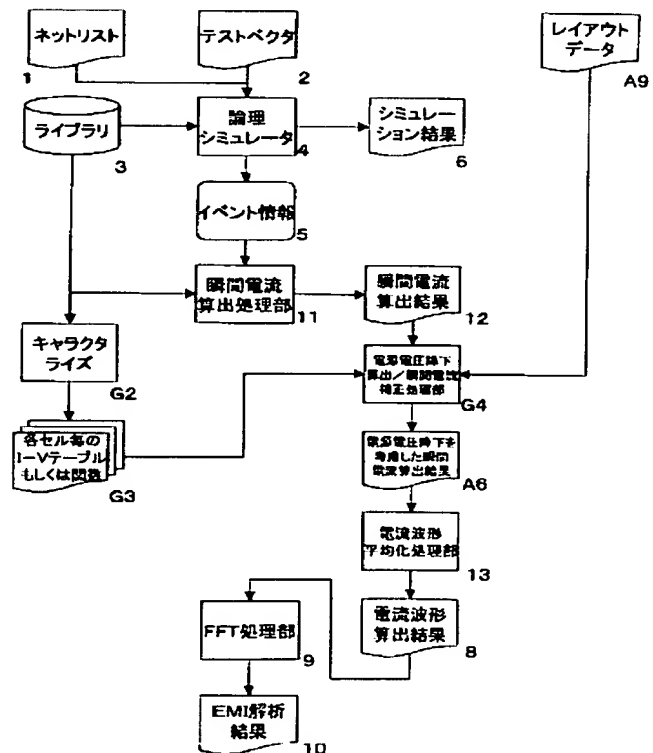 ネットリスト
1
テストベクタ
2
レイアウト
データ
A9
ライブラリ
3
論理
シミュレータ
4
シミュレー
ション結果
6
イベント情報
5
瞬間電流
算出処理部
11
瞬間電流
算出結果
12
キャラクタ
ライズ
G2
電源電圧降下
算出/瞬間電流
補正処理部
G4
各セル毎の
I-Vテーブル
もしくは関数
G3
電源電圧降下を
考慮した瞬間
電流算出結果
A6
電流波形
平均化処理部
13
FFT処理部
9
電流波形
算出結果
8
EMI解析
結果
10